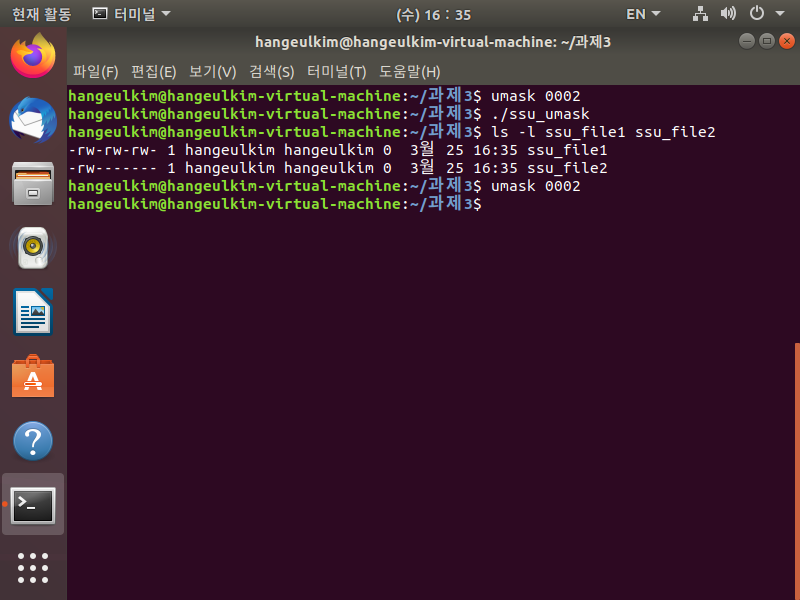 현재 활동 터미널 (수) 16 : 35 EN
hangeulkim@hangeulkim-virtual-machine: ~/과제3
파일(F) 편집(E) 보기(V) 검색(S) 터미널(T) 도움말(H)
hangeulkim@hangeulkim-virtual-machine:~/과제3$ umask 0002
hangeulkim@hangeulkim-virtual-machine:~/과제3$ ./ssu_umask
hangeulkim@hangeulkim-virtual-machine:~/과제3$ ls -l ssu_file1 ssu_file2
-rw-rw-rw- 1 hangeulkim hangeulkim 0  3월 25 16:35 ssu_file1
-rw------- 1 hangeulkim hangeulkim 0  3월 25 16:35 ssu_file2
hangeulkim@hangeulkim-virtual-machine:~/과제3$ umask 0002
hangeulkim@hangeulkim-virtual-machine:~/과제3$